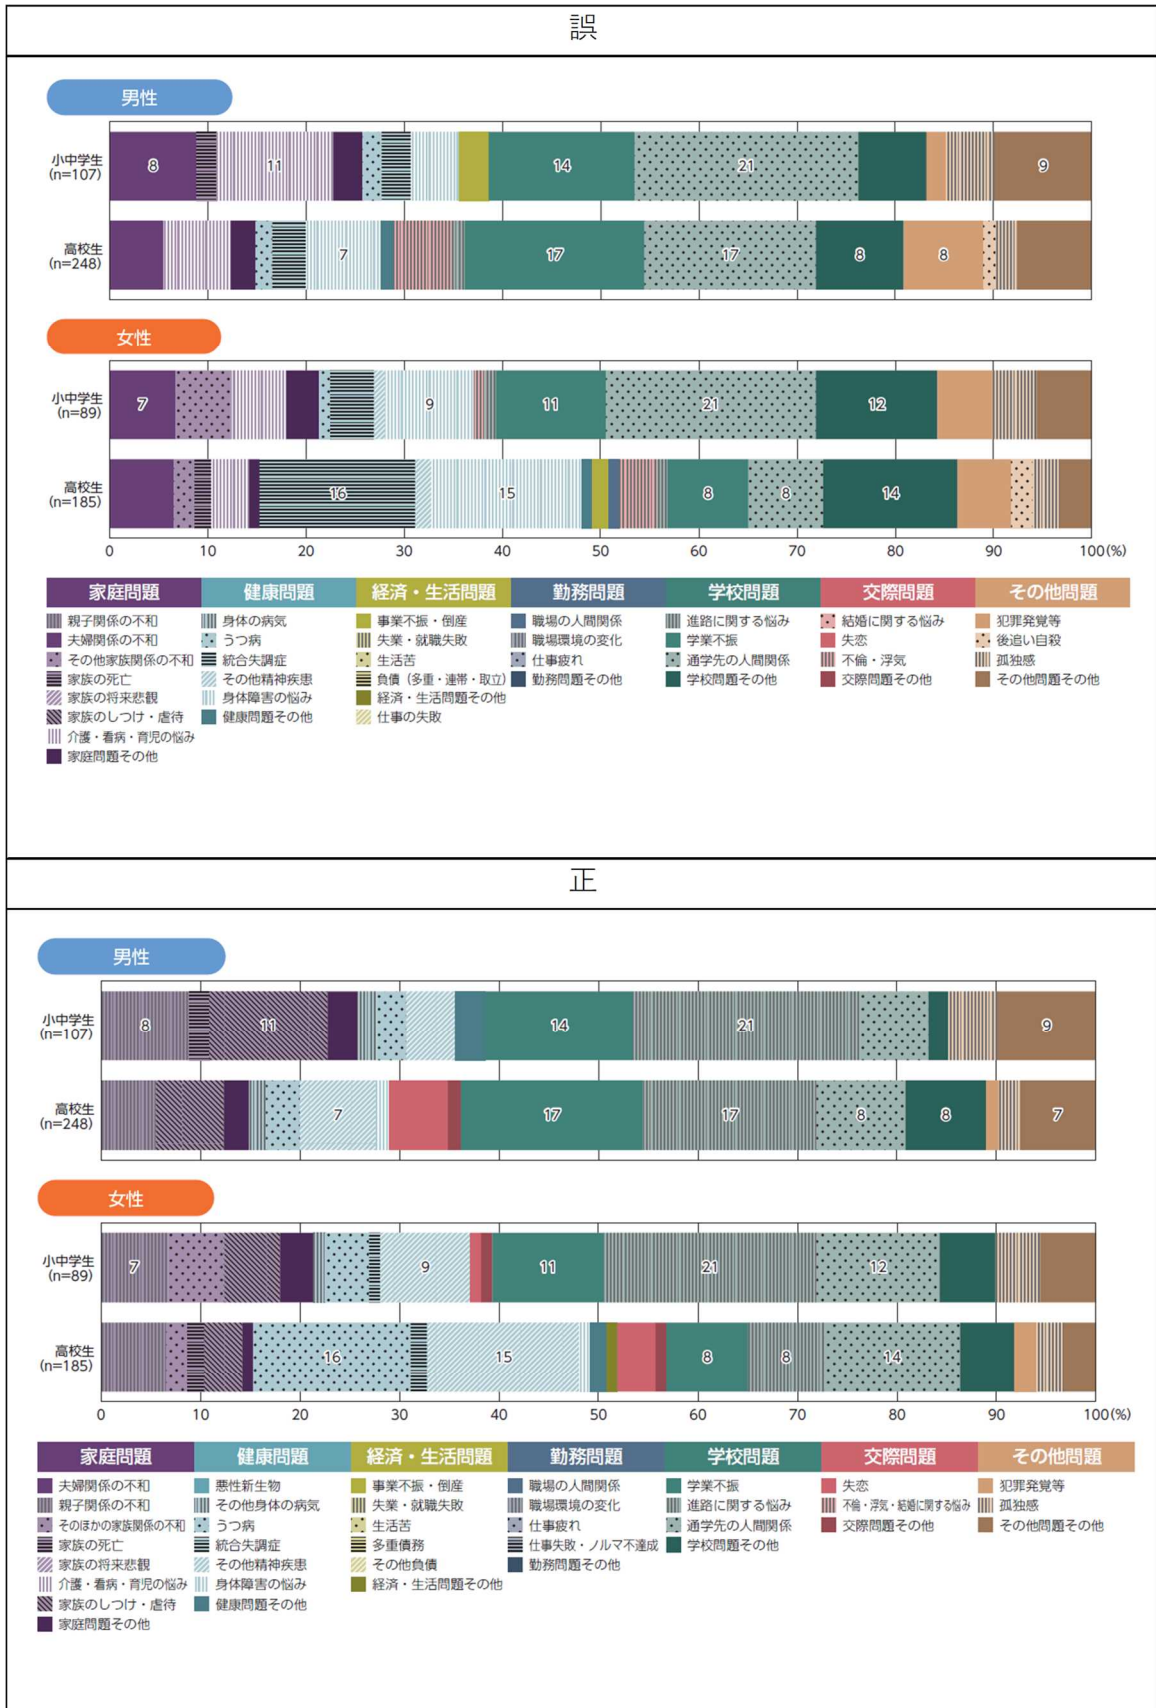 誤
男性
小中学生
(n=107)
8 11 14 21 9
高校生
(n=248)
7 17 17 8 8
女性
小中学生
(n=89)
7 9 11 21 12
高校生
(n=185)
16 15 8 8 14
0 10 20 30 40 50 60 70 80 90 100(%)
家庭問題
親子関係の不和
夫婦関係の不和
その他家族関係の不和
家族の死亡
家族の将来悲観
家族のしつけ・虐待
介護・看病・育児の悩み
家庭問題その他
健康問題
身体の病気
うつ病
統合失調症
その他精神疾患
身体障害の悩み
健康問題その他
経済・生活問題
事業不振・倒産
失業・就職失敗
生活苦
負債（多重・連帯・取立）
経済・生活問題その他
仕事の失敗
勤務問題
職場の人間関係
職場環境の変化
仕事疲れ
勤務問題その他
学校問題
進路に関する悩み
学業不振
通学先の人間関係
学校問題その他
交際問題
結婚に関する悩み
失恋
不倫・浮気
交際問題その他
その他問題
犯罪発覚等
後追い自殺
孤独感
その他問題その他
正
男性
小中学生
(n=107)
8 11 14 21 9
高校生
(n=248)
7 17 17 8 8 7
女性
小中学生
(n=89)
7 9 11 21 12
高校生
(n=185)
16 15 8 8 14
0 10 20 30 40 50 60 70 80 90 100(%)
家庭問題
夫婦関係の不和
親子関係の不和
そのほかの家族関係の不和
家族の死亡
家族の将来悲観
介護・看病・育児の悩み
家族のしつけ・虐待
家庭問題その他
健康問題
悪性新生物
その他身体の病気
うつ病
統合失調症
その他精神疾患
身体障害の悩み
健康問題その他
経済・生活問題
事業不振・倒産
失業・就職失敗
生活苦
多重債務
その他負債
経済・生活問題その他
勤務問題
職場の人間関係
職場環境の変化
仕事疲れ
仕事失敗・ノルマ不達成
勤務問題その他
学校問題
学業不振
進路に関する悩み
通学先の人間関係
学校問題その他
交際問題
失恋
不倫・浮気・結婚に関する悩み
交際問題その他
その他問題
犯罪発覚等
孤独感
その他問題その他